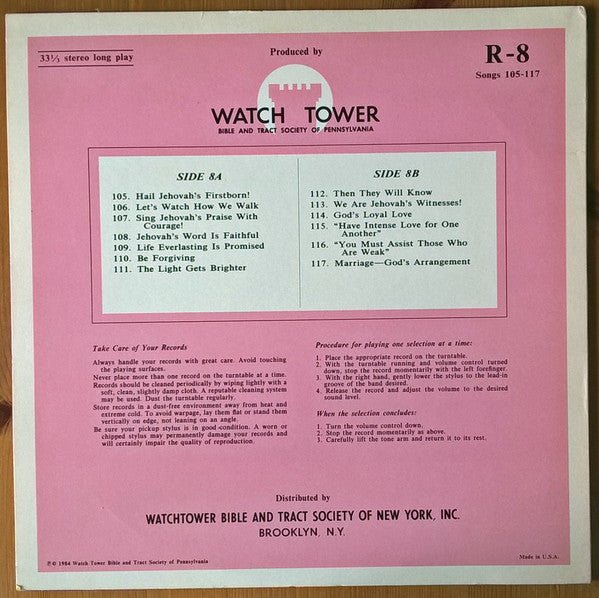 33⅓ stereo long play
Produced by
R-8
Songs 105-117
WATCH TOWER
BIBLE AND TRACT SOCIETY OF PENNSYLVANIA
SIDE 8A
105. Hail Jehovah's Firstborn!
106. Let's Watch How We Walk
107. Sing Jehovah's Praise With
Courage!
108. Jehovah's Word Is Faithful
109. Life Everlasting Is Promised
110. Be Forgiving
111. The Light Gets Brighter
SIDE 8B
112. Then They Will Know
113. We Are Jehovah's Witnesses!
114. God's Loyal Love
115. "Have Intense Love for One
Another"
116. "You Must Assist Those Who
Are Weak"
117. Marriage—God's Arrangement
Take Care of Your Records
Always handle your records with great care. Avoid touching
the playing surfaces.
Never place more than one record on the turntable at a time.
Records should be cleaned periodically by wiping lightly with a
soft, clean, slightly damp cloth. A reputable cleaning system
may be used. Dust the turntable regularly.
Store records in a dust-free environment away from heat and
extreme cold. To avoid warpage, lay them flat or stand them
vertically on edge, not leaning on an angle.
Be sure your pickup stylus is in good condition. A worn or
chipped stylus may permanently damage your records and
will certainly impair the quality of reproduction.
Procedure for playing one selection at a time:
1. Place the appropriate record on the turntable.
2. With the turntable running and volume control turned
down, stop the record momentarily with the left forefinger.
3. With the right hand, gently lower the stylus to the lead-in
groove of the band desired.
4. Release the record and adjust the volume to the desired
sound level.
When the selection concludes:
1. Turn the volume control down.
2. Stop the record momentarily as above.
3. Carefully lift the tone arm and return it to its rest.
Distributed by
WATCHTOWER BIBLE AND TRACT SOCIETY OF NEW YORK, INC.
BROOKLYN, N.Y.
℗© 1984 Watch Tower Bible and Tract Society of Pennsylvania
Made in U.S.A.